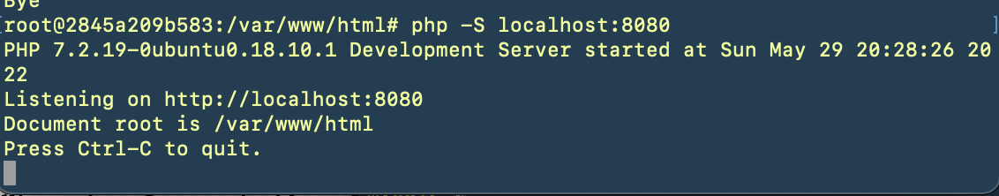 Bye
[root@2845a209b583:/var/www/html# php -S localhost:8080 ]
PHP 7.2.19-0ubuntu0.18.10.1 Development Server started at Sun May 29 20:28:26 20
22
Listening on http://localhost:8080
Document root is /var/www/html
Press Ctrl-C to quit.